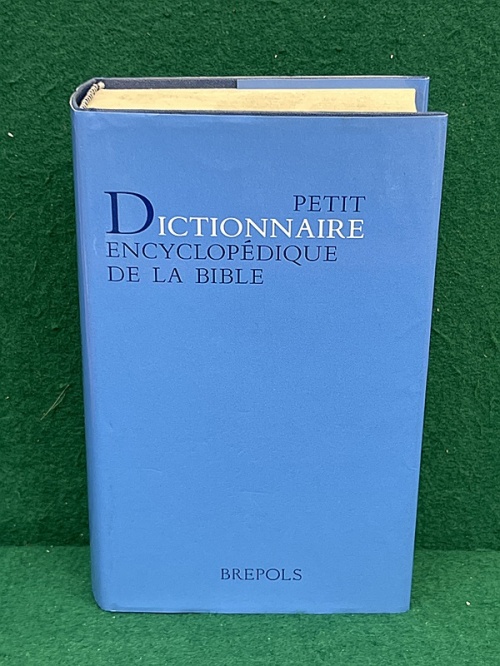 PETIT
DICTIONNAIRE
ENCYCLOPÉDIQUE
DE LA BIBLE
BREPOLS